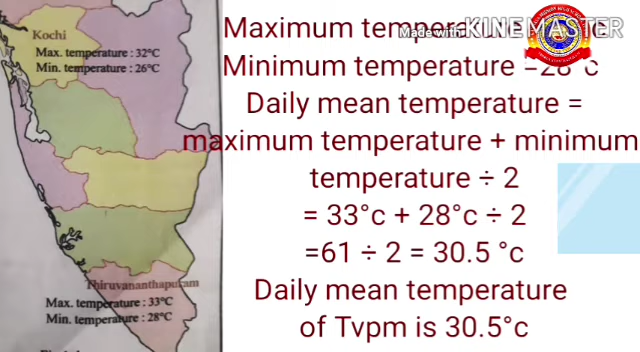 Kochi
Max. temperature : 32°C
Min. temperature : 26°C
Thiruvananthapuram
Max. temperature : 33°C
Min. temperature : 28°C
Maximum temperature
Made with KINEMASTER
Minimum temperature =28°c
Daily mean temperature =
maximum temperature + minimum
temperature ÷ 2
= 33°c + 28°c ÷ 2
=61 ÷ 2 = 30.5 °c
Daily mean temperature
of Tvpm is 30.5°c